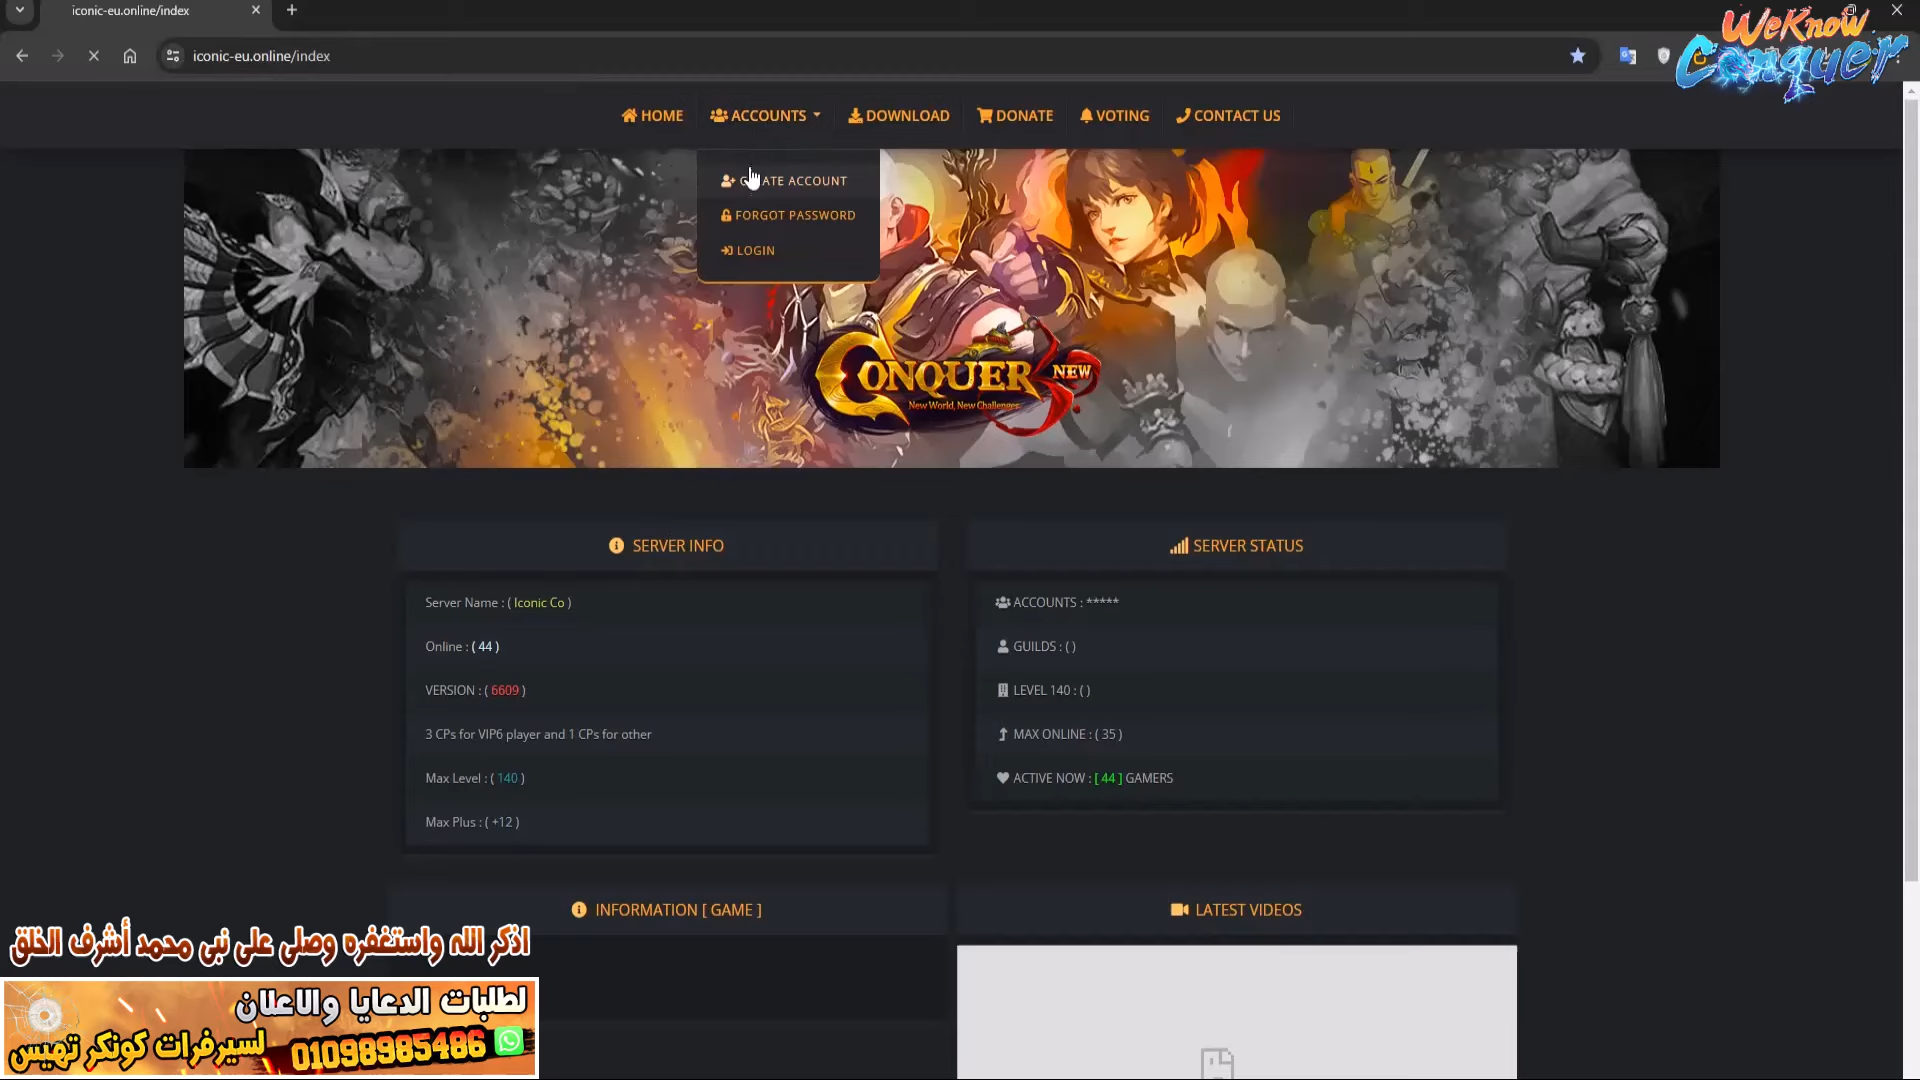 iconic-eu.online/index
WeKnow
Conquer
iconic-eu.online/index
HOME
ACCOUNTS
DOWNLOAD
DONATE
VOTING
CONTACT US
CREATE ACCOUNT
FORGOT PASSWORD
LOGIN
CONQUER NEW
New World, New Challenges
SERVER INFO
Server Name : ( Iconic Co )
Online : ( 44 )
VERSION : ( 6609 )
3 CPs for VIP6 player and 1 CPs for other
Max Level : ( 140 )
Max Plus : ( +12 )
SERVER STATUS
ACCOUNTS : *****
GUILDS : ( )
LEVEL 140 : ( )
MAX ONLINE : ( 35 )
ACTIVE NOW : [ 44 ] GAMERS
INFORMATION [ GAME ]
LATEST VIDEOS
اذكر الله واستغفره وصلى على نبى محمد أشرف الخلق
لطلبات الدعايا والاعلان
لسيرفرات كونكر تهيس
01098985486